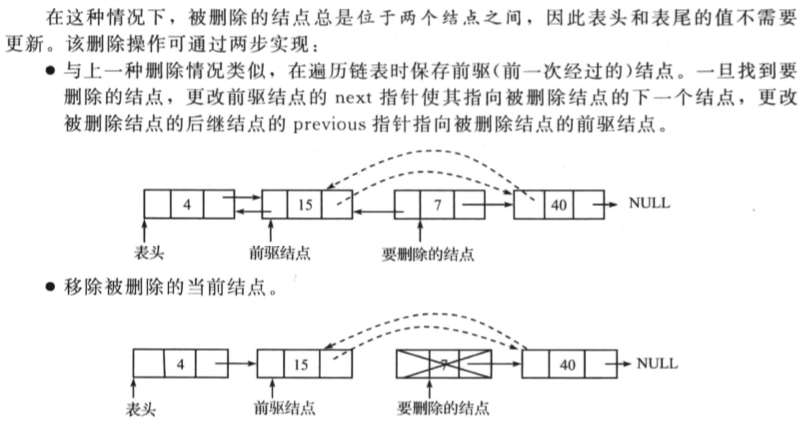 在这种情况下，被删除的结点总是位于两个结点之间，因此表头和表尾的值不需要
更新。该删除操作可通过两步实现：
● 与上一种删除情况类似，在遍历链表时保存前驱(前一次经过的)结点。一旦找到要
删除的结点，更改前驱结点的 next 指针使其指向被删除结点的下一个结点，更改
被删除结点的后继结点的 previous 指针指向被删除结点的前驱结点。
4 15 7 40 NULL
表头 前驱结点 要删除的结点
● 移除被删除的当前结点。
4 15 7 40 NULL
表头 前驱结点 要删除的结点